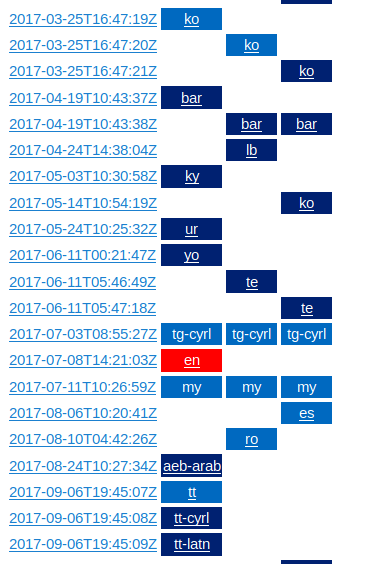 2017-03-25T16:47:19Z ko
2017-03-25T16:47:20Z ko
2017-03-25T16:47:21Z ko
2017-04-19T10:43:37Z bar
2017-04-19T10:43:38Z bar bar
2017-04-24T14:38:04Z lb
2017-05-03T10:30:58Z ky
2017-05-14T10:54:19Z ko
2017-05-24T10:25:32Z ur
2017-06-11T00:21:47Z yo
2017-06-11T05:46:49Z te
2017-06-11T05:47:18Z te
2017-07-03T08:55:27Z tg-cyrl tg-cyrl tg-cyrl
2017-07-08T14:21:03Z en
2017-07-11T10:26:59Z my my my
2017-08-06T10:20:41Z es
2017-08-10T04:42:26Z ro
2017-08-24T10:27:34Z aeb-arab
2017-09-06T19:45:07Z tt
2017-09-06T19:45:08Z tt-cyrl
2017-09-06T19:45:09Z tt-latn